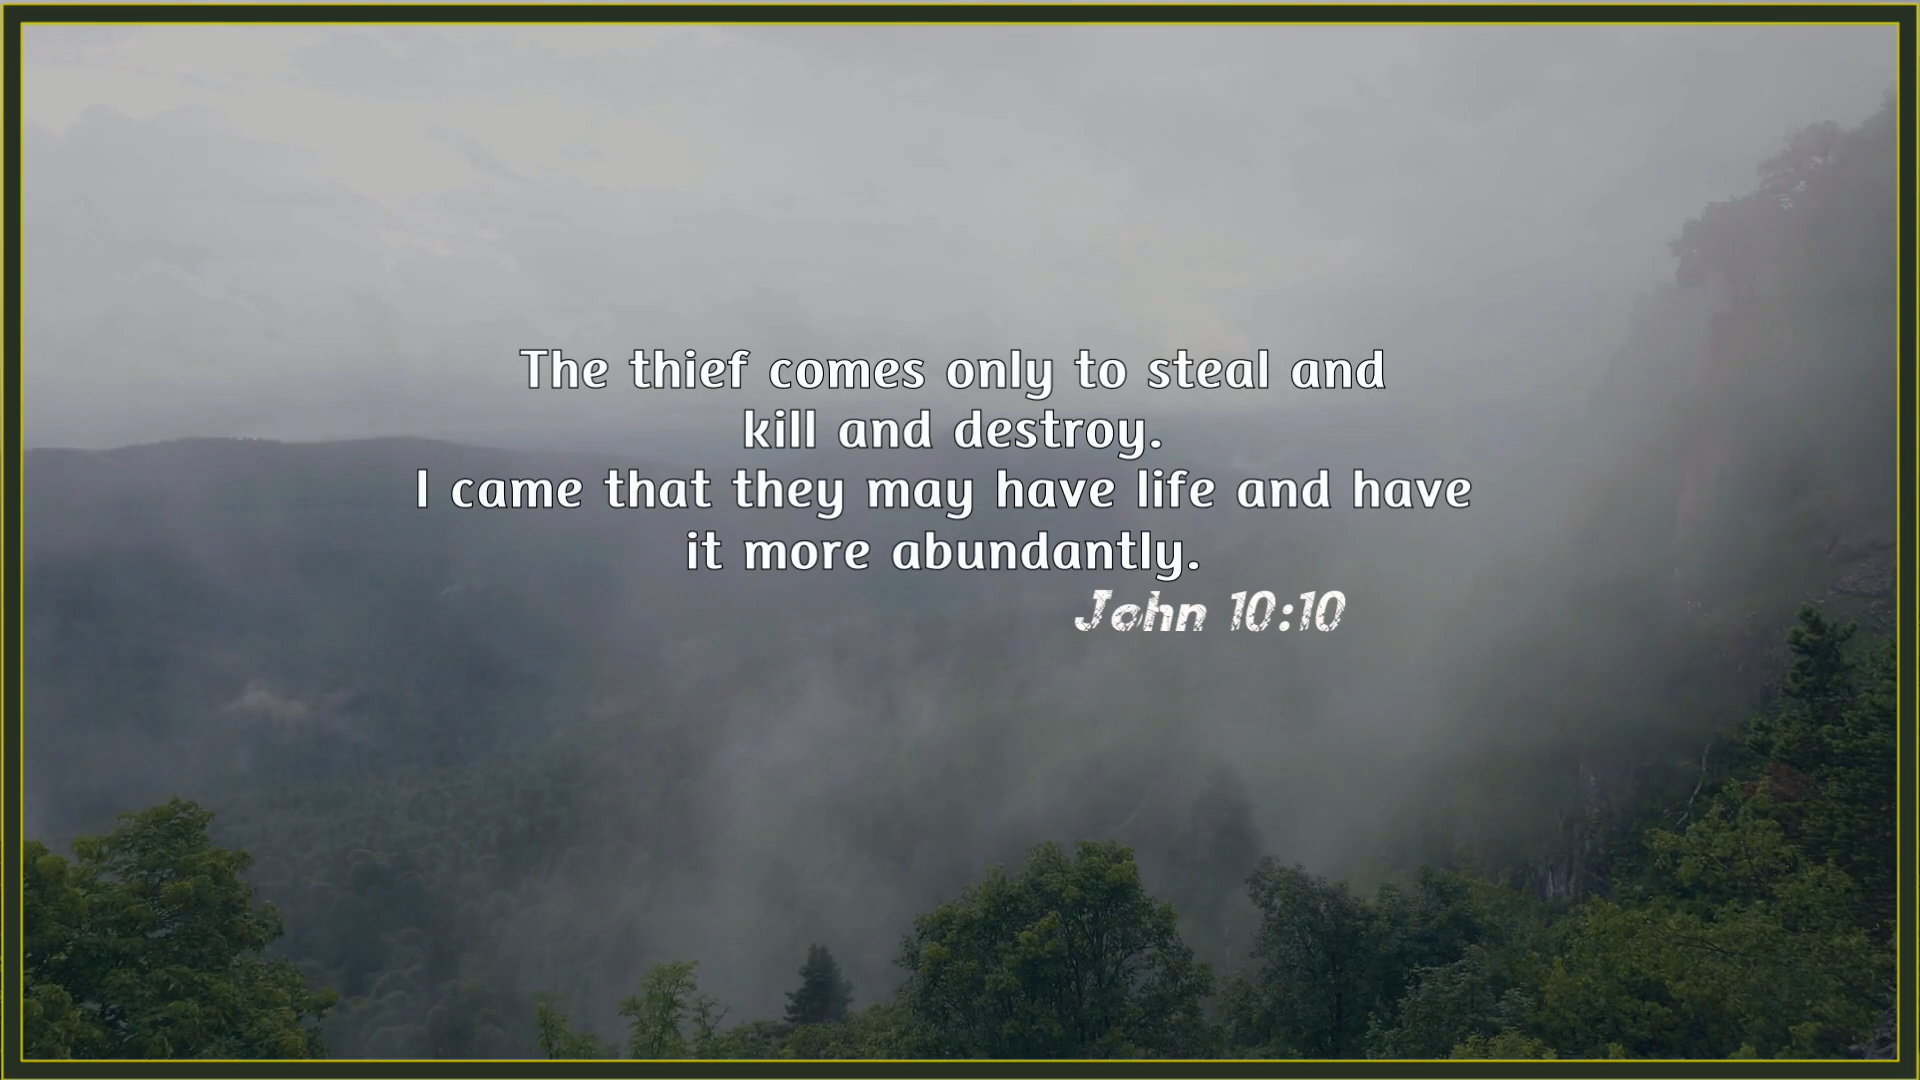 The thief comes only to steal and
kill and destroy.
I came that they may have life and have
it more abundantly.
John 10:10